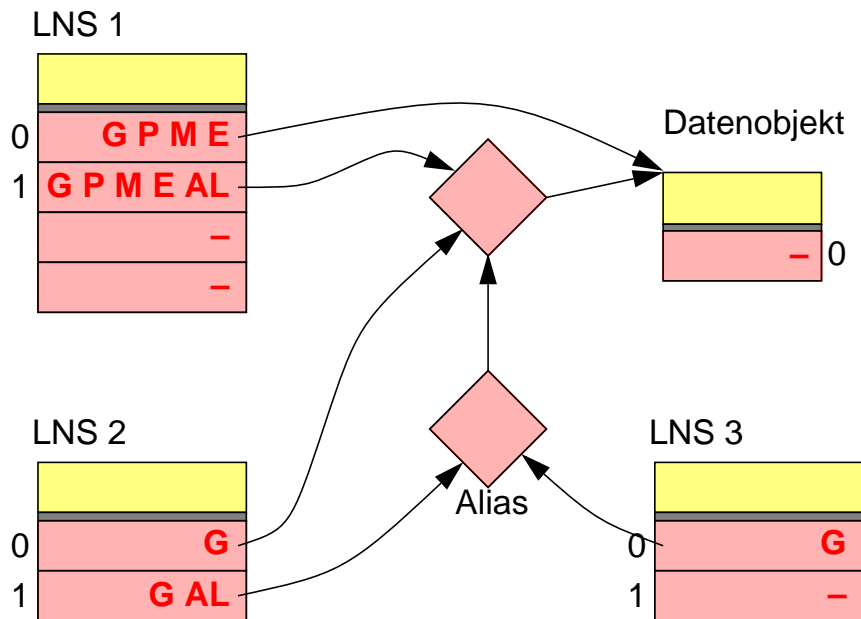 LNS 1
0 G P M E
1 G P M E AL
–
–
Datenobjekt
– 0
LNS 2
0 G
1 G AL
Alias
LNS 3
0 G
1 –